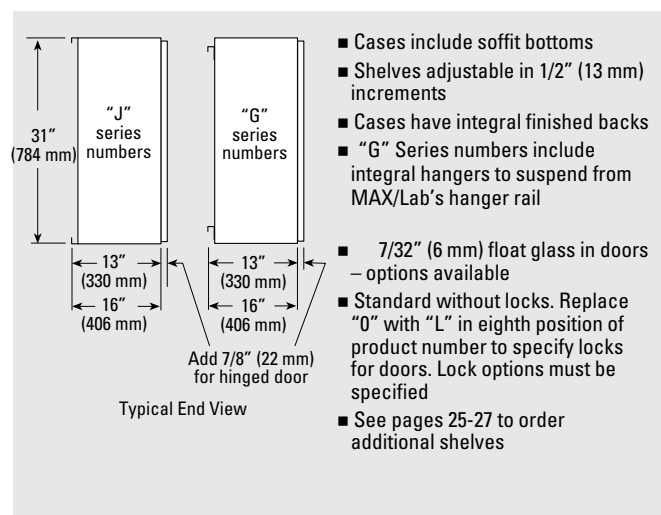 31”
(784 mm)
“J”
series
numbers
“G”
series
numbers
13”
(330 mm)
16”
(406 mm)
13”
(330 mm)
16”
(406 mm)
Add 7/8” (22 mm)
for hinged door
Typical End View
■ Cases include soffit bottoms
■ Shelves adjustable in 1/2” (13 mm)
increments
■ Cases have integral finished backs
■ “G” Series numbers include
integral hangers to suspend from
MAX/Lab’s hanger rail
■ 7/32” (6 mm) float glass in doors
– options available
■ Standard without locks. Replace
“0” with “L” in eighth position of
product number to specify locks
for doors. Lock options must be
specified
■ See pages 25-27 to order
additional shelves